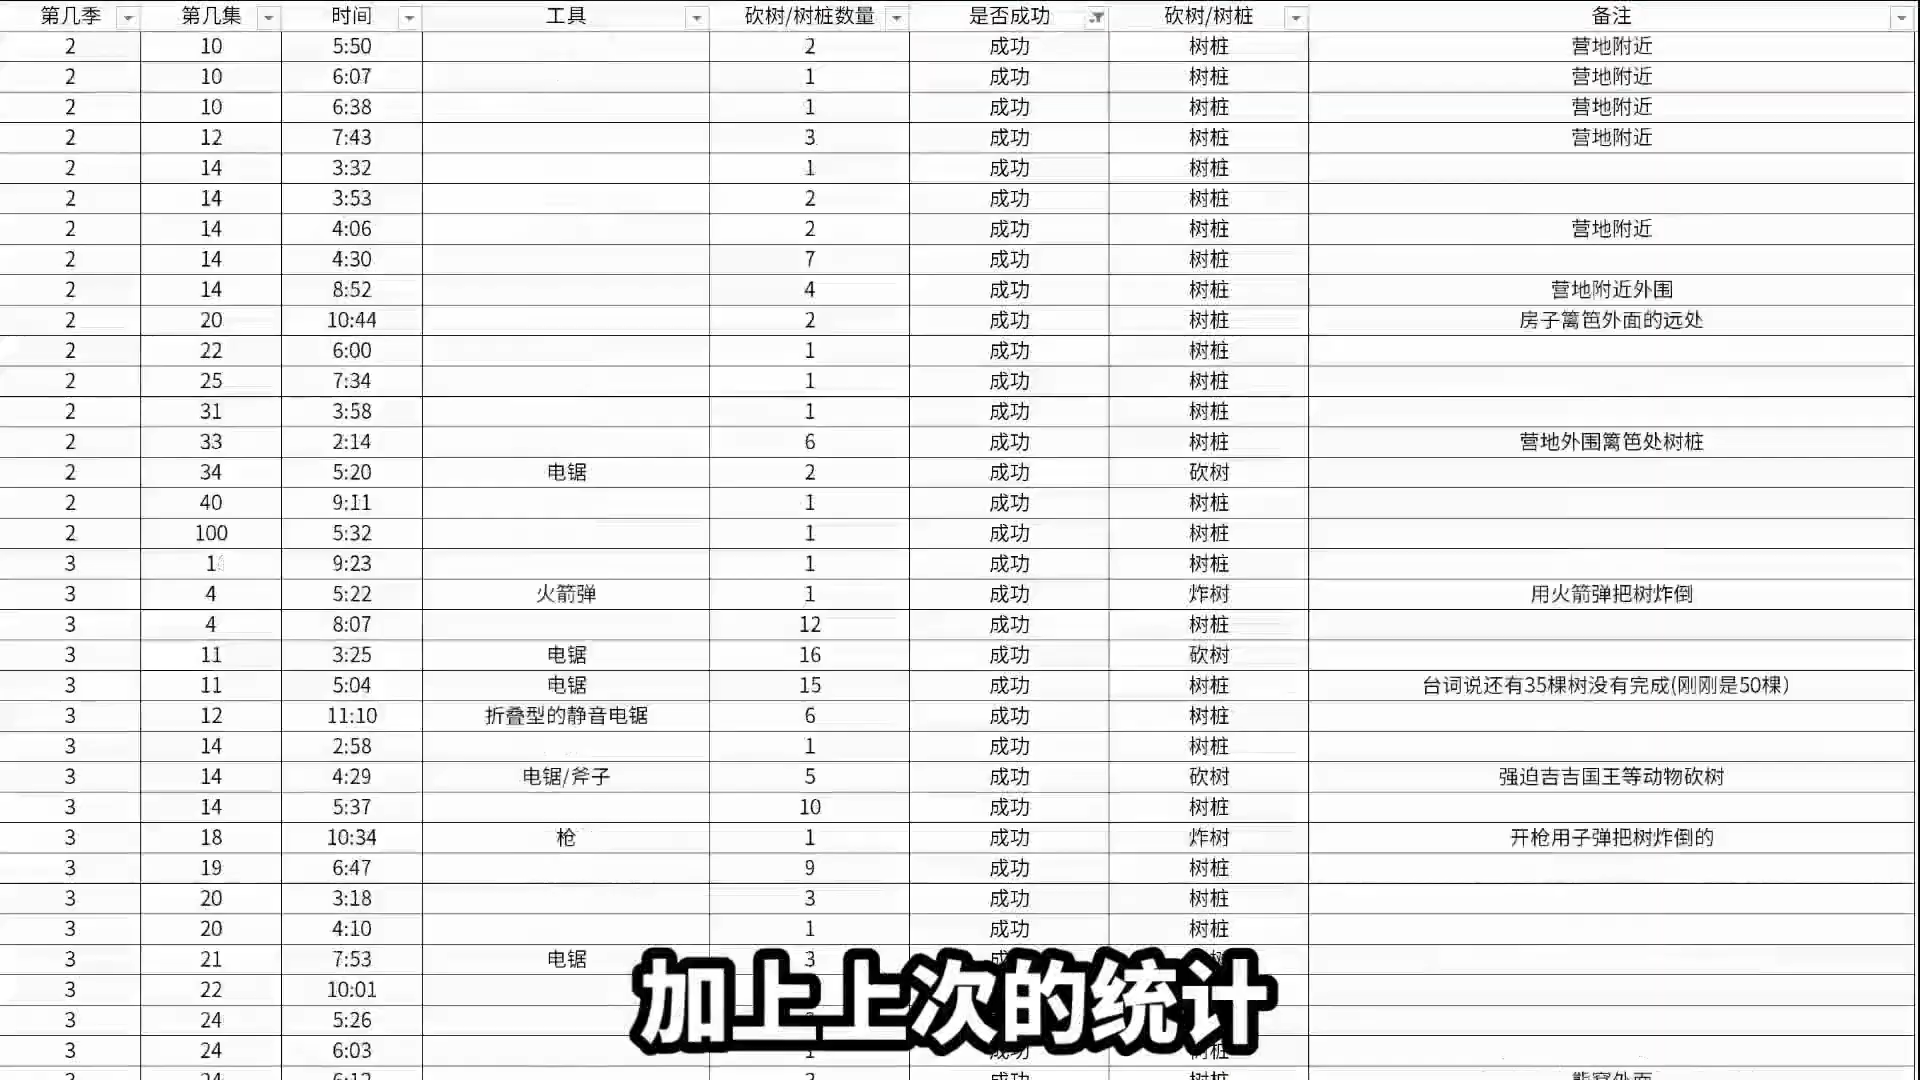 第几季 第几集 时间 工具 砍树/树桩数量 是否成功 砍树/树桩 备注
2 10 5:50 2 成功 树桩 营地附近
2 10 6:07 1 成功 树桩 营地附近
2 10 6:38 1 成功 树桩 营地附近
2 12 7:43 3 成功 树桩 营地附近
2 14 3:32 1 成功 树桩
2 14 3:53 2 成功 树桩
2 14 4:06 2 成功 树桩 营地附近
2 14 4:30 7 成功 树桩
2 14 8:52 4 成功 树桩 营地附近外围
2 20 10:44 2 成功 树桩 房子篱笆外面的远处
2 22 6:00 1 成功 树桩
2 25 7:34 1 成功 树桩
2 31 3:58 1 成功 树桩
2 33 2:14 6 成功 树桩 营地外围篱笆处树桩
2 34 5:20 电锯 2 成功 砍树
2 40 9:11 1 成功 树桩
2 100 5:32 1 成功 树桩
3 1 9:23 1 成功 树桩
3 4 5:22 火箭弹 1 成功 炸树 用火箭弹把树炸倒
3 4 8:07 12 成功 树桩
3 11 3:25 电锯 16 成功 砍树
3 11 5:04 电锯 15 成功 树桩 台词说还有35棵树没有完成(刚刚是50棵）
3 12 11:10 折叠型的静音电锯 6 成功 树桩
3 14 2:58 1 成功 树桩
3 14 4:29 电锯/斧子 5 成功 砍树 强迫吉吉国王等动物砍树
3 14 5:37 10 成功 树桩
3 18 10:34 枪 1 成功 炸树 开枪用子弹把树炸倒的
3 19 6:47 9 成功 树桩
3 20 3:18 3 成功 树桩
3 20 4:10 1 成功 树桩
3 21 7:53 电锯 3
3 22 10:01
3 24 5:26
3 24 6:03
3 24 6:12 成功 树桩 熊窝外面
加上上次的统计